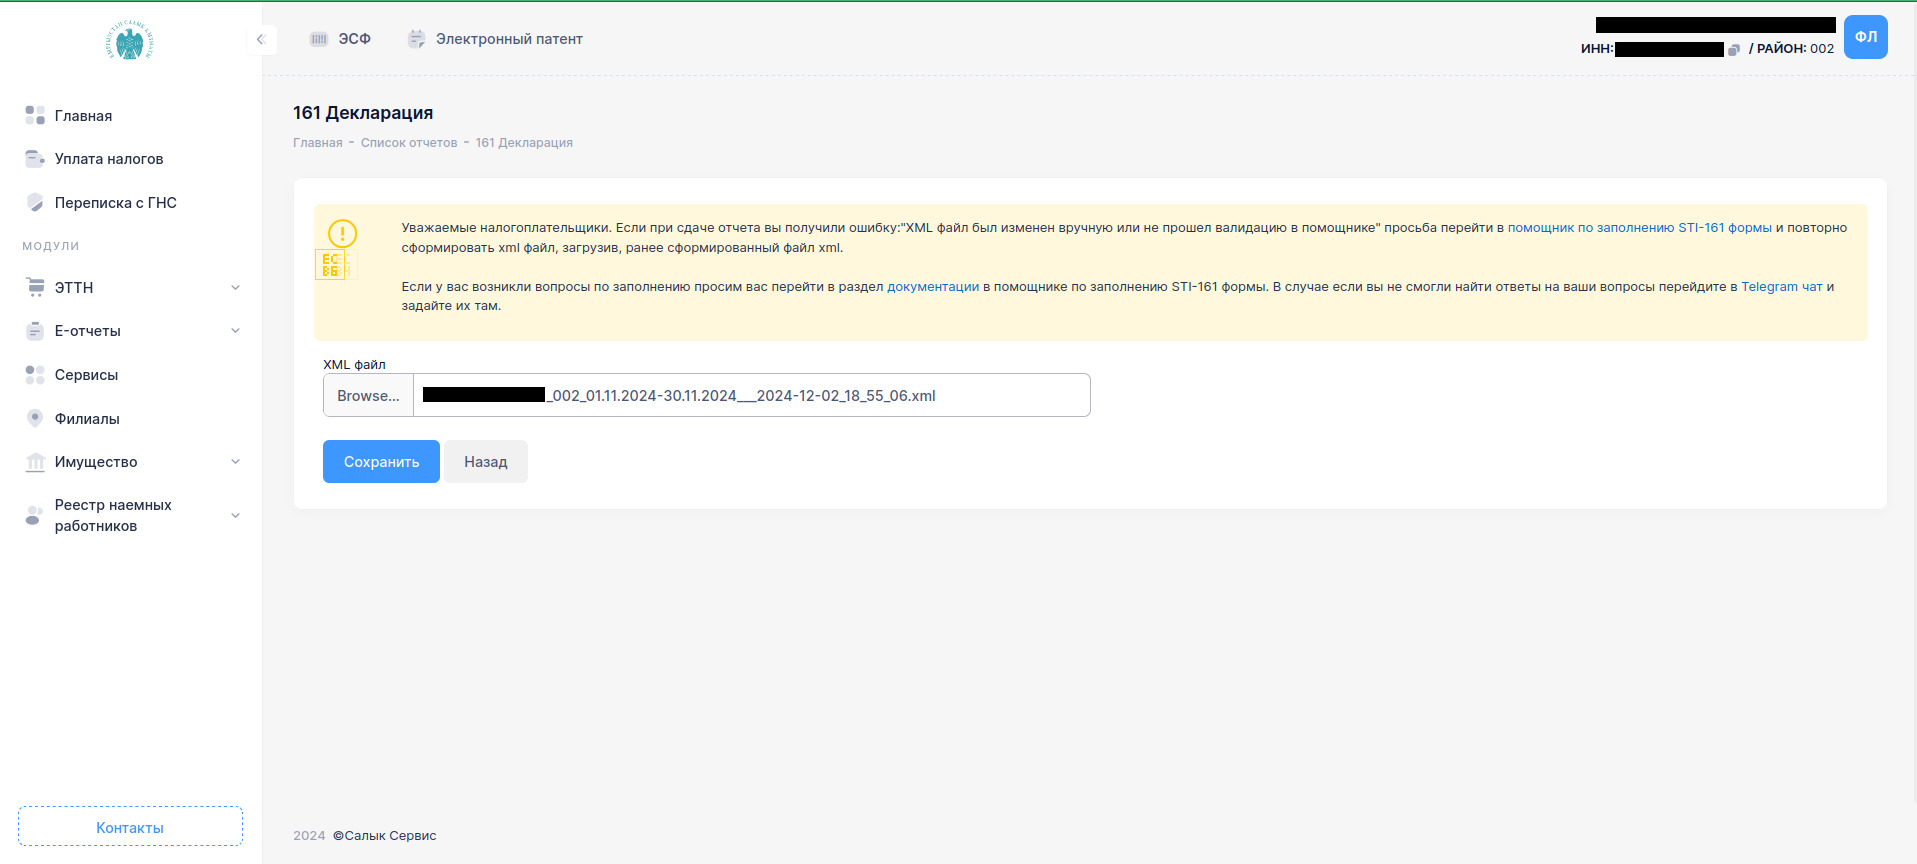 ЭСФ
Электронный патент
ИНН:
/ РАЙОН: 002
ФЛ
Главная
Уплата налогов
Переписка с ГНС
МОДУЛИ
ЭТТН
Е-отчеты
Сервисы
Филиалы
Имущество
Реестр наемных
работников
Контакты
161 Декларация
Главная - Список отчетов - 161 Декларация
Уважаемые налогоплательщики. Если при сдаче отчета вы получили ошибку:"XML файл был изменен вручную или не прошел валидацию в помощнике" просьба перейти в помощник по заполнению STI-161 формы и повторно
сформировать xml файл, загрузив, ранее сформированный файл xml.
Если у вас возникли вопросы по заполнению просим вас перейти в раздел документации в помощнике по заполнению STI-161 формы. В случае если вы не смогли найти ответы на ваши вопросы перейдите в Telegram чат и
задайте их там.
XML файл
Browse... _002_01.11.2024-30.11.2024___2024-12-02_18_55_06.xml
Сохранить
Назад
2024 ©Салык Сервис